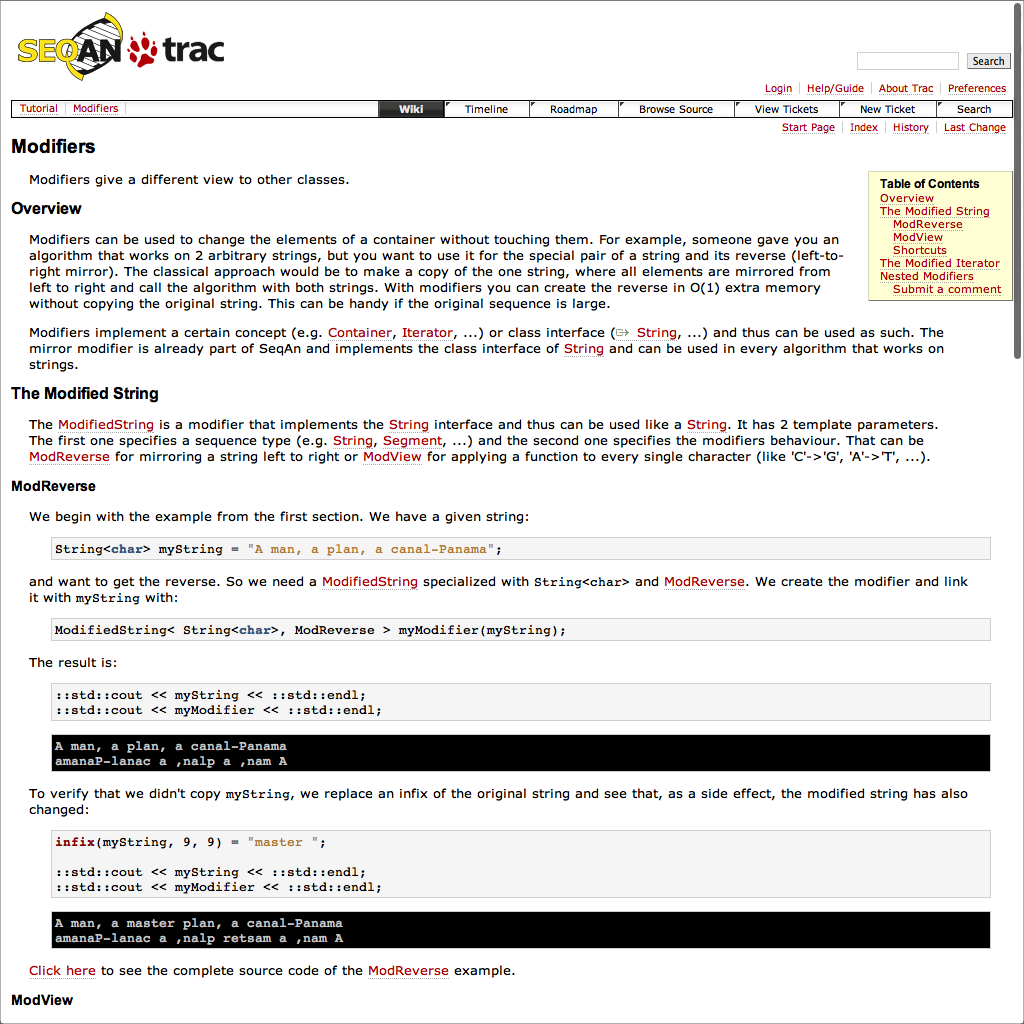 SEQAN trac
Search
Login Help/Guide About Trac Preferences
Tutorial Modifiers Wiki Timeline Roadmap Browse Source View Tickets New Ticket Search
Start Page Index History Last Change
Modifiers
Modifiers give a different view to other classes.
Table of Contents
Overview
The Modified String
ModReverse
ModView
Shortcuts
The Modified Iterator
Nested Modifiers
Submit a comment
Overview
Modifiers can be used to change the elements of a container without touching them. For example, someone gave you an
algorithm that works on 2 arbitrary strings, but you want to use it for the special pair of a string and its reverse (left-to-
right mirror). The classical approach would be to make a copy of the one string, where all elements are mirrored from
left to right and call the algorithm with both strings. With modifiers you can create the reverse in O(1) extra memory
without copying the original string. This can be handy if the original sequence is large.
Modifiers implement a certain concept (e.g. Container, Iterator, ...) or class interface (String, ...) and thus can be used as such. The
mirror modifier is already part of SeqAn and implements the class interface of String and can be used in every algorithm that works on
strings.
The Modified String
The ModifiedString is a modifier that implements the String interface and thus can be used like a String. It has 2 template parameters.
The first one specifies a sequence type (e.g. String, Segment, ...) and the second one specifies the modifiers behaviour. That can be
ModReverse for mirroring a string left to right or ModView for applying a function to every single character (like 'C'->'G', 'A'->'T', ...).
ModReverse
We begin with the example from the first section. We have a given string:
String<char> myString = "A man, a plan, a canal-Panama";
and want to get the reverse. So we need a ModifiedString specialized with String<char> and ModReverse. We create the modifier and link
it with myString with:
ModifiedString< String<char>, ModReverse > myModifier(myString);
The result is:
::std::cout << myString << ::std::endl;
::std::cout << myModifier << ::std::endl;
A man, a plan, a canal-Panama
amanaP-lanac a ,nalp a ,nam A
To verify that we didn't copy myString, we replace an infix of the original string and see that, as a side effect, the modified string has also
changed:
infix(myString, 9, 9) = "master ";
::std::cout << myString << ::std::endl;
::std::cout << myModifier << ::std::endl;
A man, a master plan, a canal-Panama
amanaP-lanac a ,nalp retsam a ,nam A
Click here to see the complete source code of the ModReverse example.
ModView